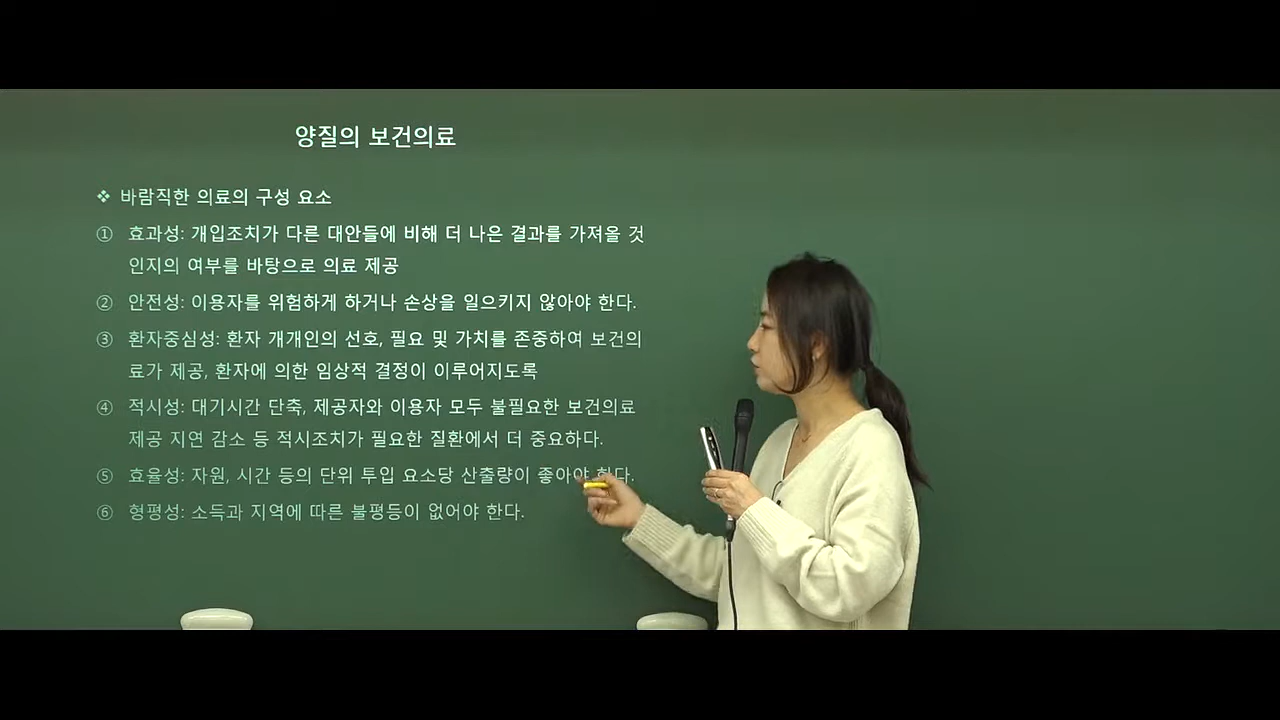 양질의 보건의료
❖ 바람직한 의료의 구성 요소
① 효과성: 개입조치가 다른 대안들에 비해 더 나은 결과를 가져올 것
인지의 여부를 바탕으로 의료 제공
② 안전성: 이용자를 위험하게 하거나 손상을 일으키지 않아야 한다.
③ 환자중심성: 환자 개개인의 선호, 필요 및 가치를 존중하여 보건의
료가 제공, 환자에 의한 임상적 결정이 이루어지도록
④ 적시성: 대기시간 단축, 제공자와 이용자 모두 불필요한 보건의료
제공 지연 감소 등 적시조치가 필요한 질환에서 더 중요하다.
⑤ 효율성: 자원, 시간 등의 단위 투입 요소당 산출량이 좋아야 한다.
⑥ 형평성: 소득과 지역에 따른 불평등이 없어야 한다.